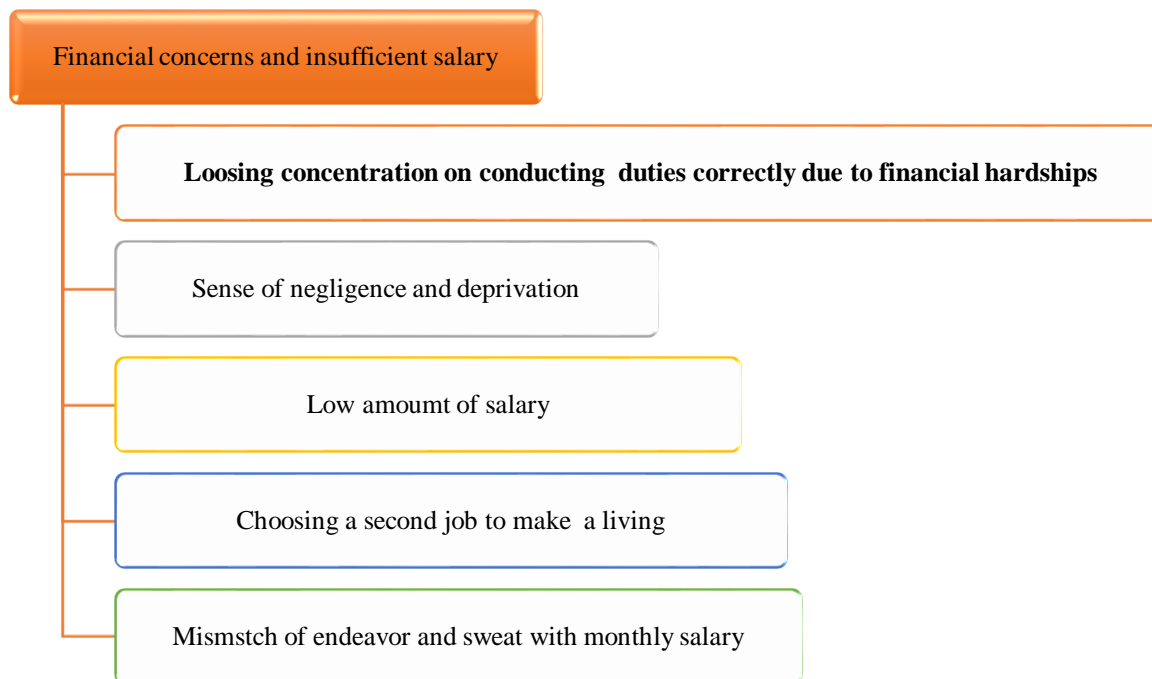 Financial concerns and insufficient salary
Loosing concentration on conducting duties correctly due to financial hardships
Sense of negligence and deprivation
Low amoumt of salary
Choosing a second job to make a living
Mismstch of endeavor and sweat with monthly salary